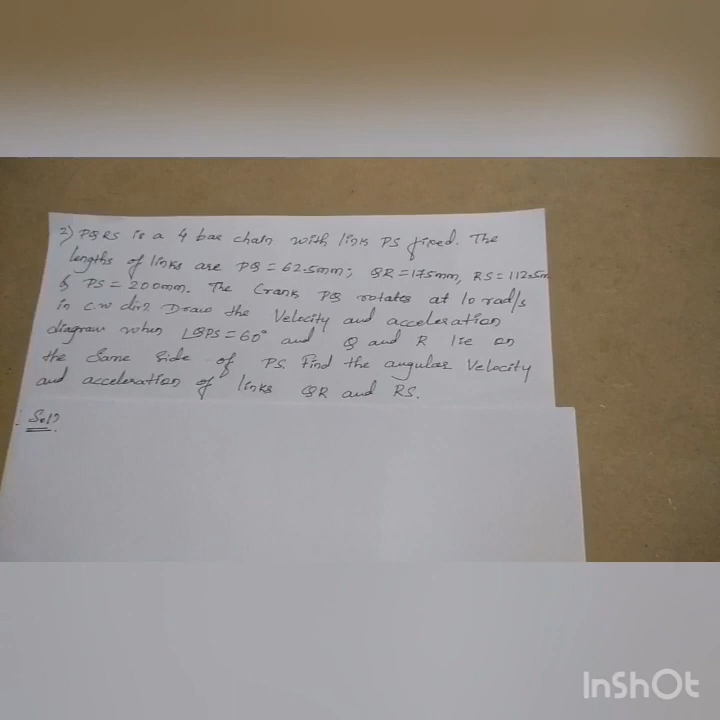 2) PQRS is a 4 bar chain with link PS fixed. The
lengths of links are PQ = 62.5mm; QR = 175mm, RS = 112.5m
& PS = 200mm. The Crank PQ rotates at 10 rad/s
in c.w dirn Draw the Velocity and acceleration
diagram when ∠QPS = 60° and Q and R lie on
the Same Side of PS. Find the angular Velocity
and acceleration of links QR and RS.
Soln
InShOt